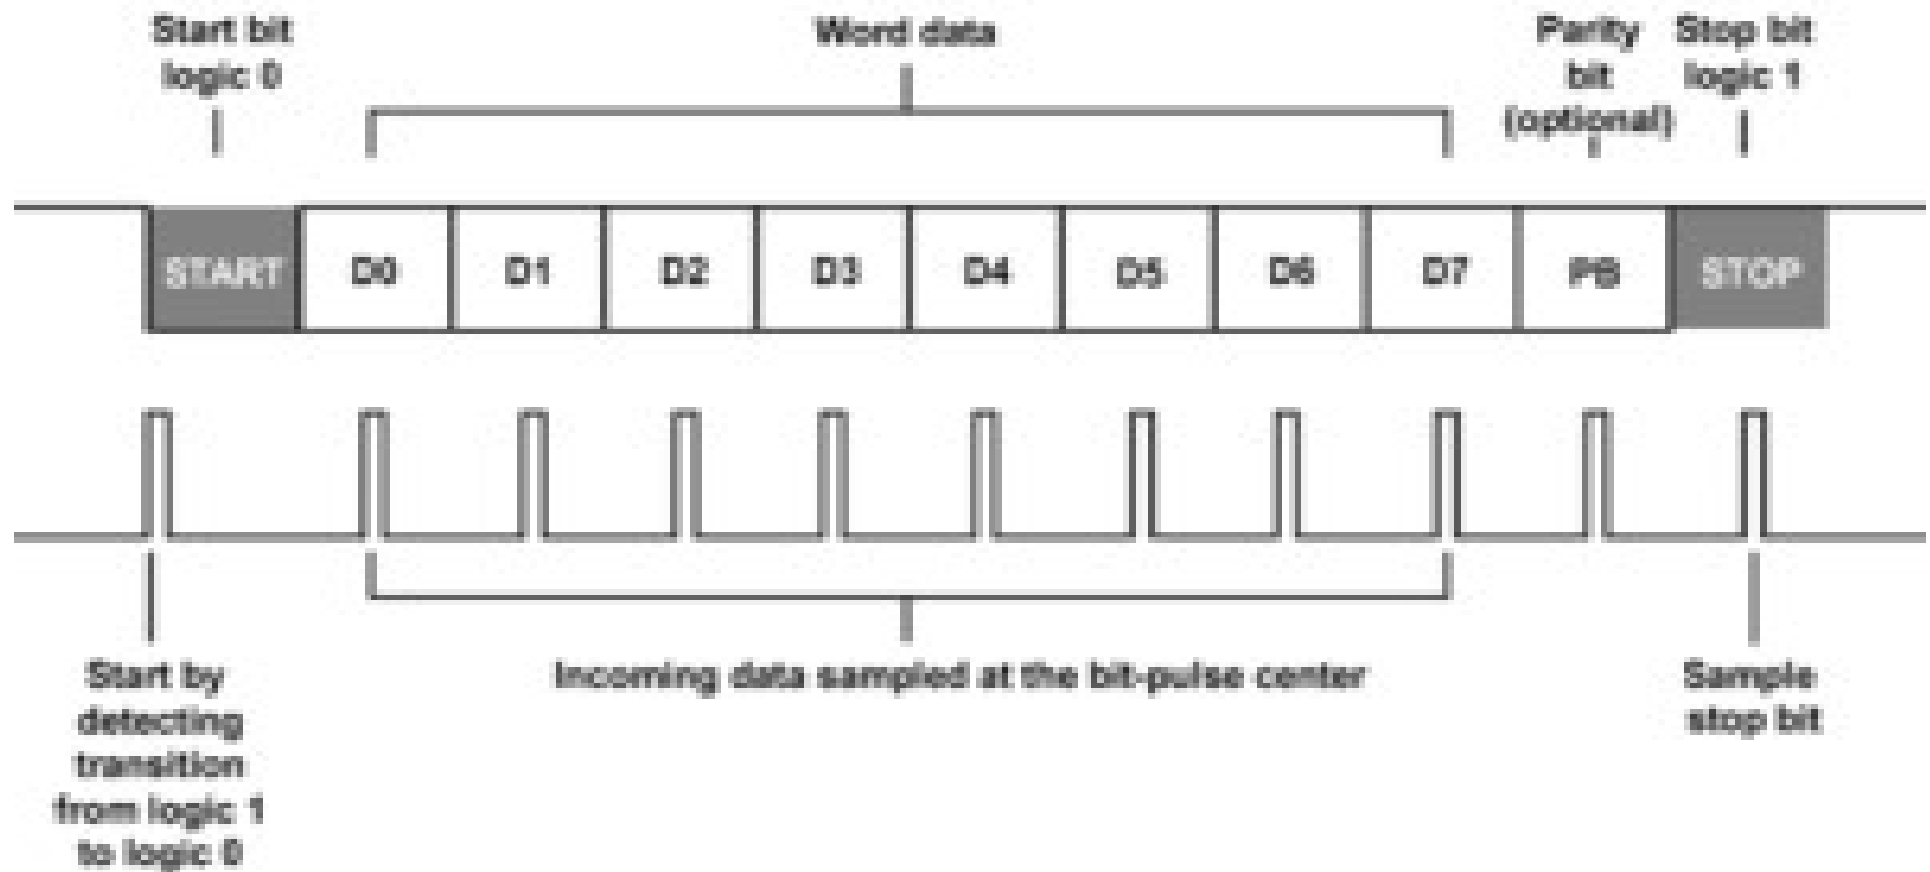 Start bit
logic 0
Word data
Parity
bit
(optional)
Stop bit
logic 1
START D0 D1 D2 D3 D4 D5 D6 D7 PB STOP
Start by
detecting
transition
from logic 1
to logic 0
Incoming data sampled at the bit-pulse center
Sample
stop bit